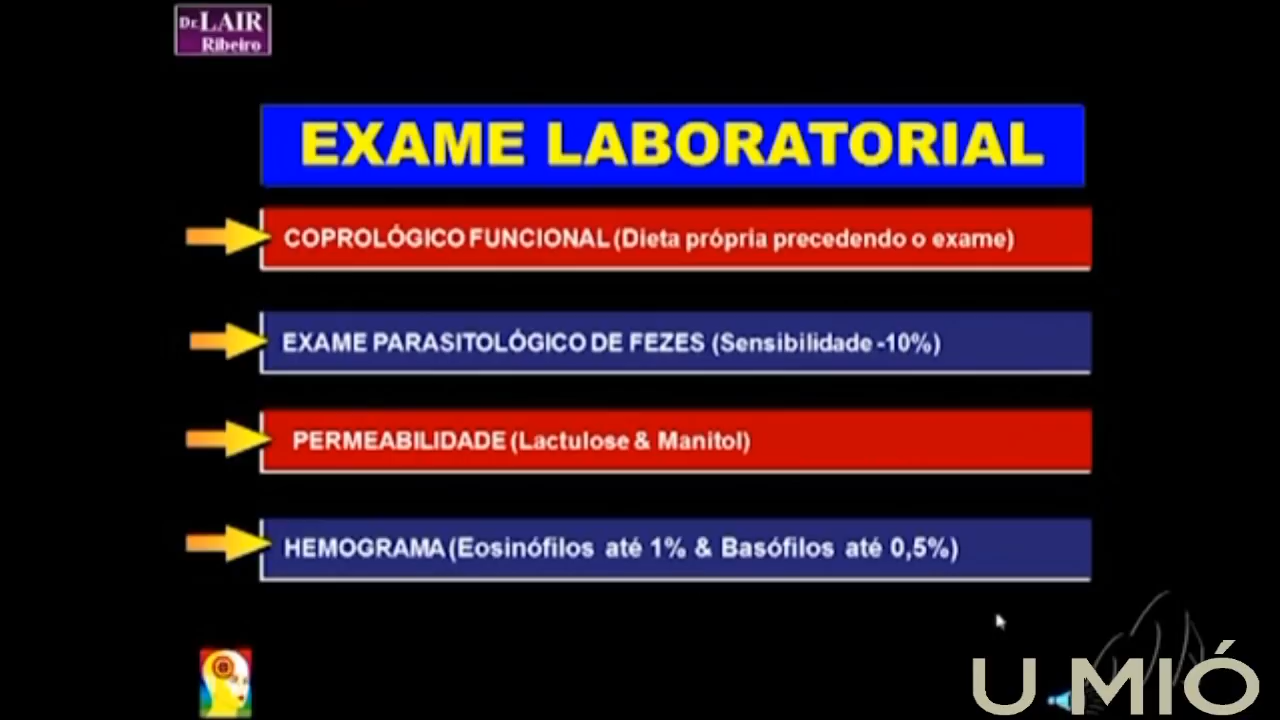 Dr. LAIR
Ribeiro
EXAME LABORATORIAL
COPROLÓGICO FUNCIONAL (Dieta própria precedendo o exame)
EXAME PARASITOLÓGICO DE FEZES (Sensibilidade -10%)
PERMEABILIDADE (Lactulose & Manitol)
HEMOGRAMA (Eosinófilos até 1% & Basófilos até 0,5%)
U MIÓ